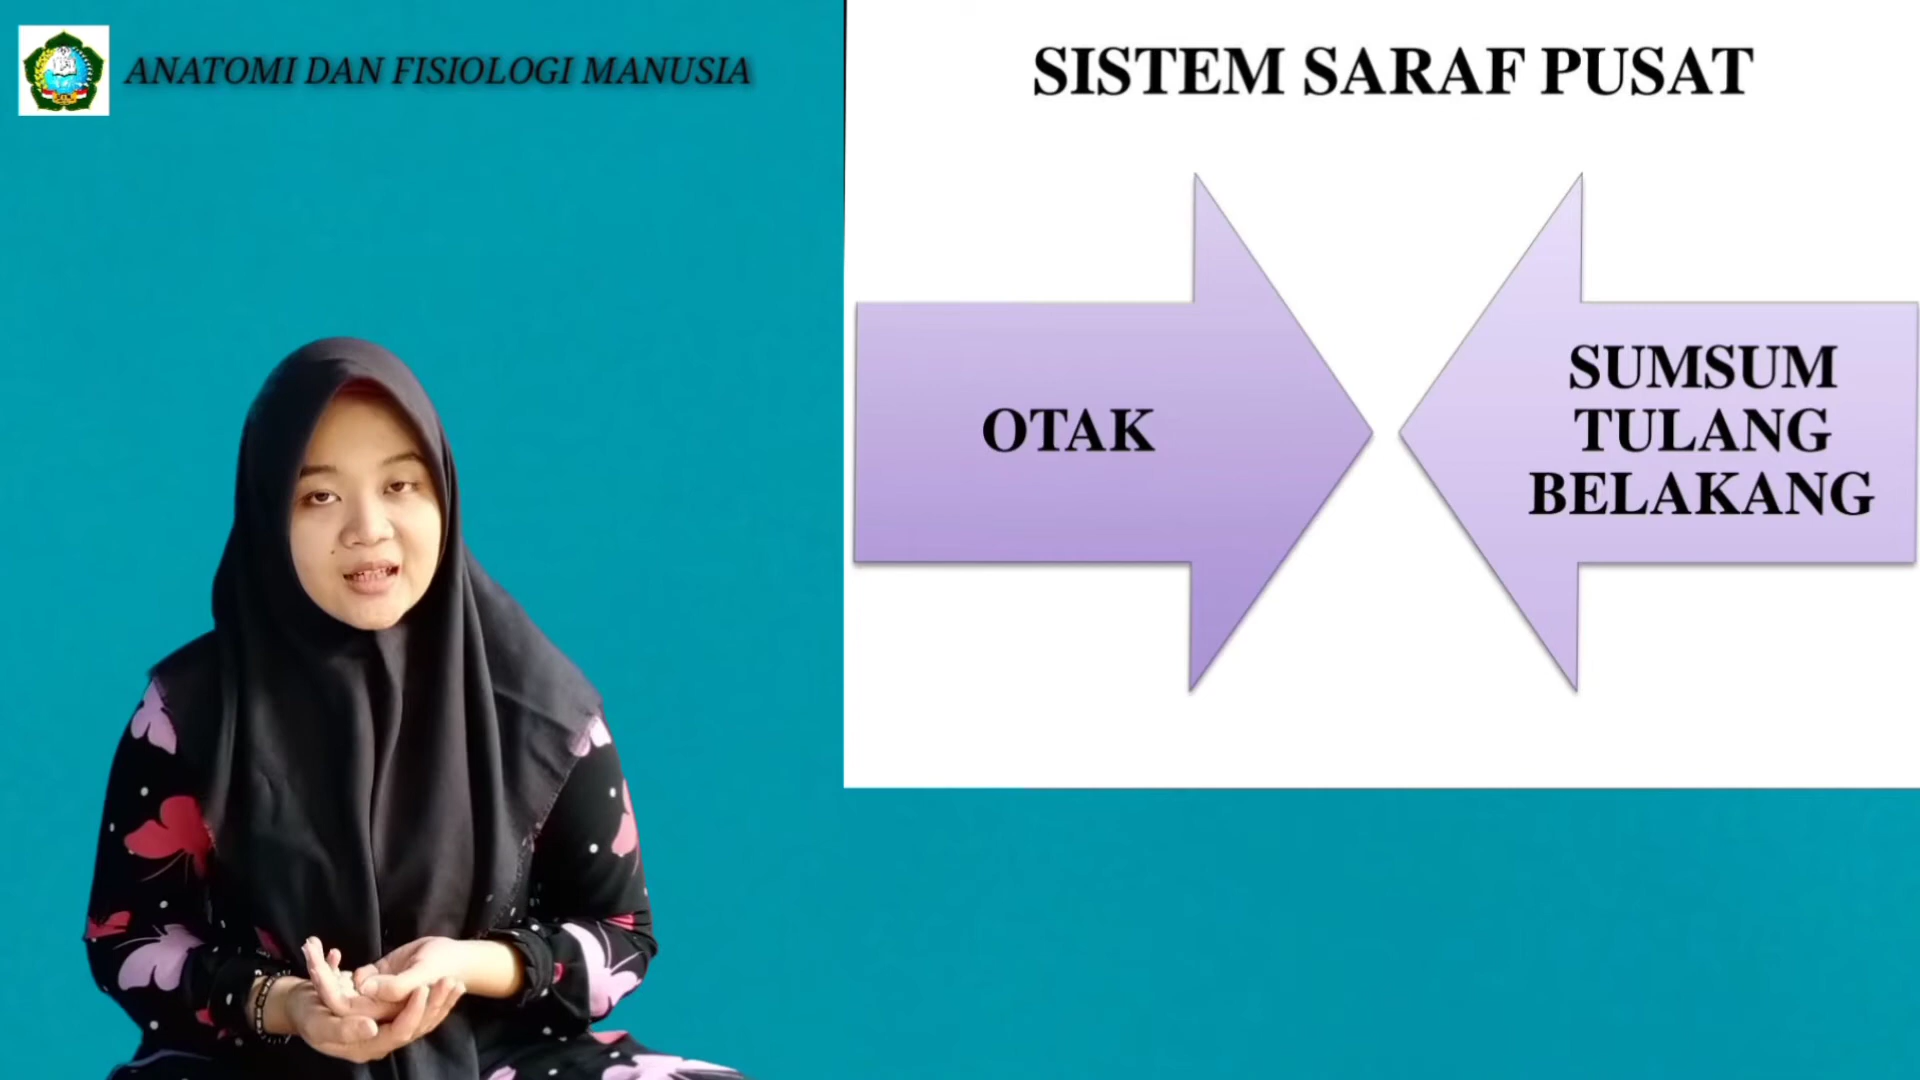 ANATOMI DAN FISIOLOGI MANUSIA
SISTEM SARAF PUSAT
OTAK
SUMSUM
TULANG
BELAKANG